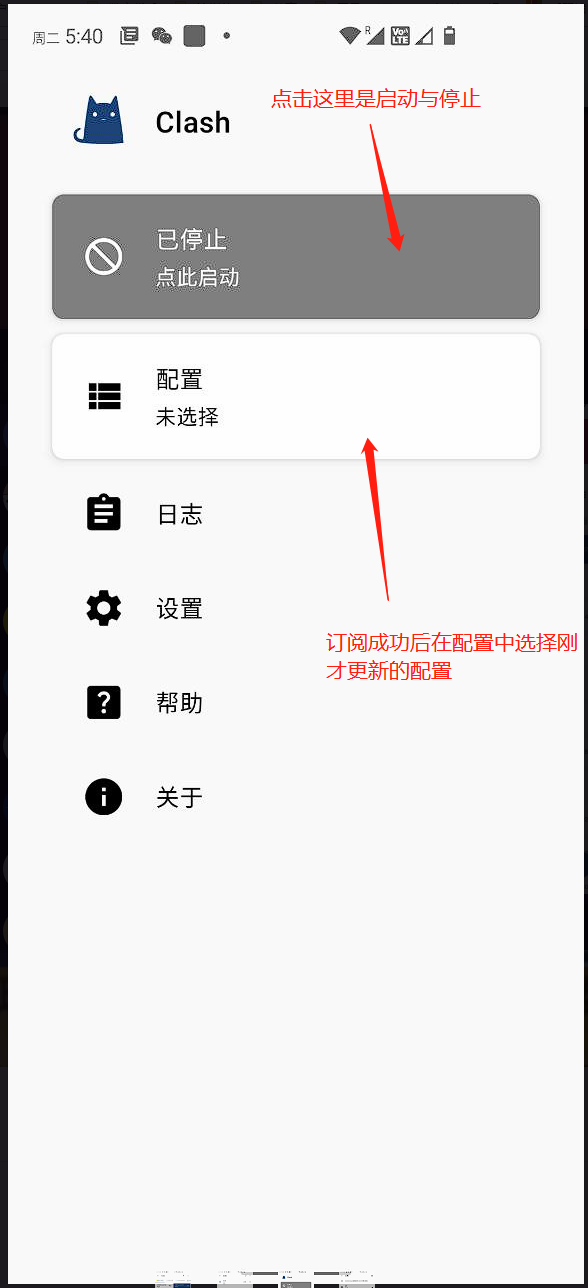 周二 5:40
R
VoLTE
点击这里是启动与停止
Clash
已停止
点此启动
配置
未选择
日志
设置
订阅成功后在配置中选择刚
才更新的配置
帮助
关于